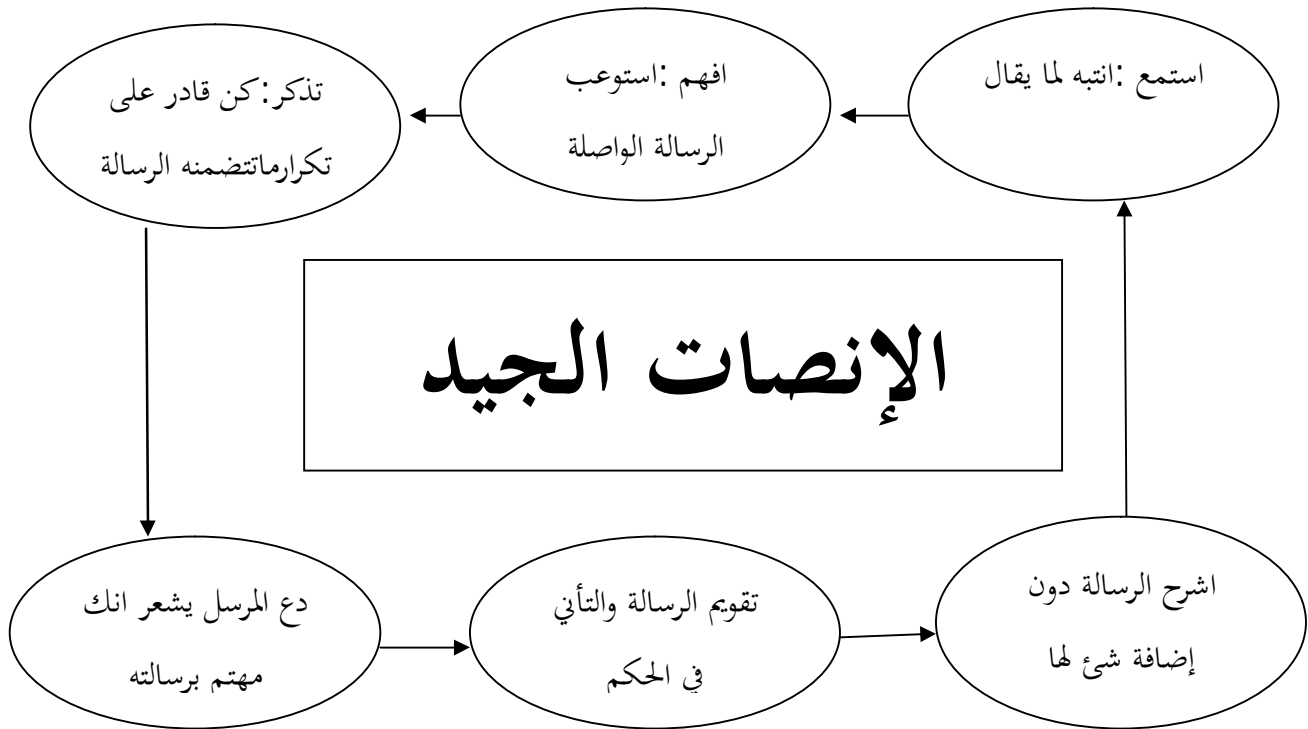 استمع :انتبه لما يقال
افهم :استوعب
الرسالة الواصلة
تذكر:كن قادر على
تكرارماتتضمنه الرسالة
الإنصات الجيد
دع المرسل يشعر انك
مهتم برسالته
تقويم الرسالة والتأني
في الحكم
اشرح الرسالة دون
إضافة شئ لها